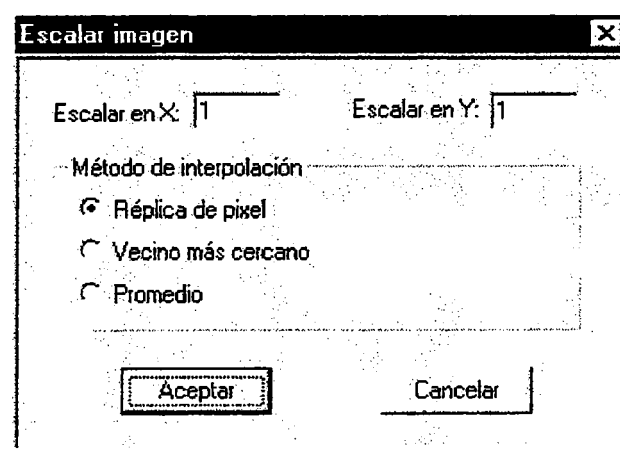 Escalar imagen
Escalar en X: 1 Escalar en Y: 1
Método de interpolación
Réplica de pixel
Vecino más cercano
Promedio
Aceptar Cancelar